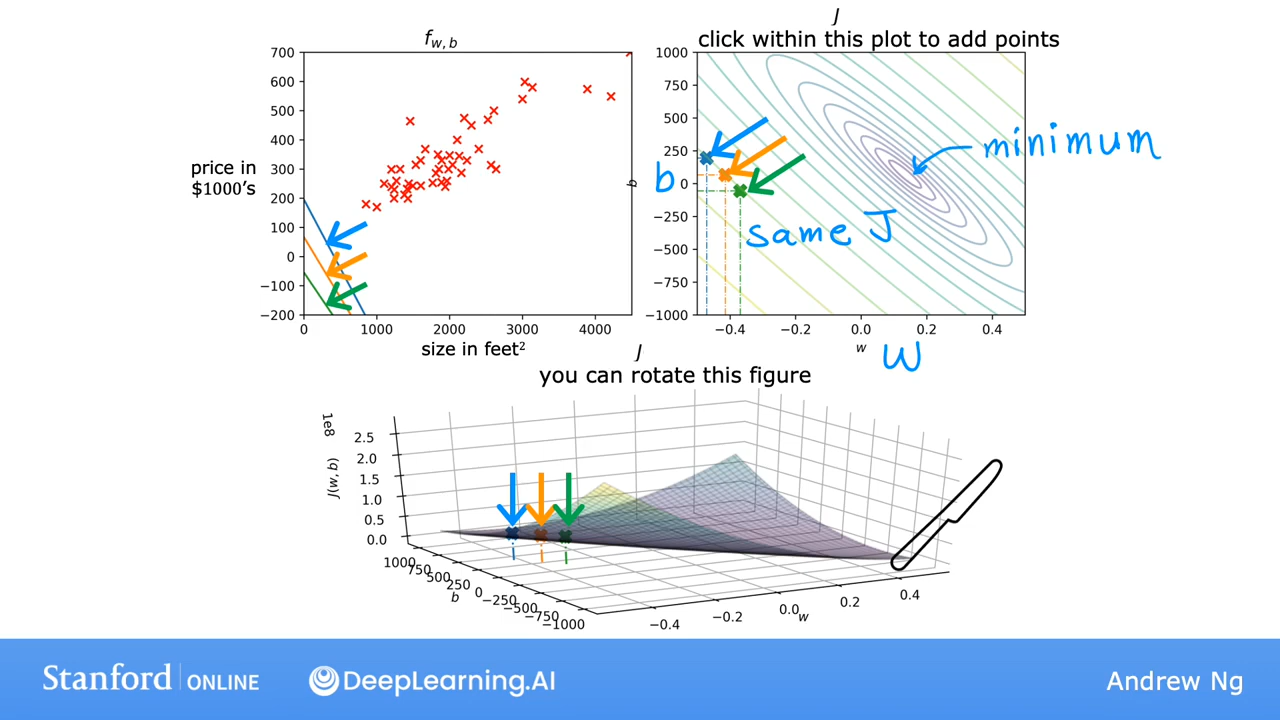 f w, b
700
600
500
400
300
200
100
0
−100
−200
price in
$1000's
0 1000 2000 3000 4000
size in feet²
J
click within this plot to add points
1000
750
500
250
0
−250
−500
−750
−1000
b
b
minimum
same J
−0.4 −0.2 0.0 0.2 0.4
w
W
J
you can rotate this figure
1e8
J(w, b)
2.5
2.0
1.5
1.0
0.5
0.0
1000 750 500 250 0 −250 −500 −750 −1000
b
−0.4 −0.2 0.0 0.2 0.4
w
Stanford ONLINE DeepLearning.AI Andrew Ng